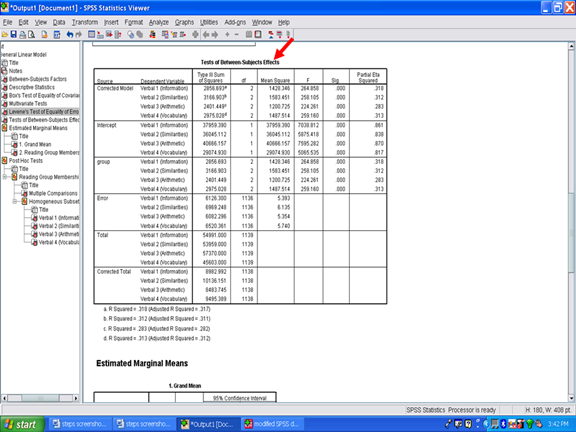 *Output1 [Document1] - SPSS Statistics Viewer
File Edit View Data Transform Insert Format Analyze Graphs Utilities Add-ons Window Help
General Linear Model
Title
Notes
Between-Subjects Factors
Descriptive Statistics
Box's Test of Equality of Covarian
Multivariate Tests
Levene's Test of Equality of Erro
Tests of Between-Subjects Effec
Estimated Marginal Means
Title
1. Grand Mean
2. Reading Group Membersh
Post Hoc Tests
Title
Reading Group Membership
Title
Multiple Comparisons
Homogeneous Subset
Title
Verbal 1 (Informati
Verbal 2 (Similaritie
Verbal 3 (Arithmeti
Verbal 4 (Vocabula
Tests of Between-Subjects Effects
Source Dependent Variable Type III Sum of Squares df Mean Square F Sig. Partial Eta Squared
Corrected Model Verbal 1 (Information) 2856.693a 2 1428.346 264.858 .000 .318
Verbal 2 (Similarities) 3166.903b 2 1583.451 258.105 .000 .312
Verbal 3 (Arithmetic) 2401.449c 2 1200.725 224.261 .000 .283
Verbal 4 (Vocabulary) 2975.028d 2 1487.514 259.160 .000 .313
Intercept Verbal 1 (Information) 37959.390 1 37959.390 7038.812 .000 .861
Verbal 2 (Similarities) 36045.112 1 36045.112 5875.418 .000 .838
Verbal 3 (Arithmetic) 40666.157 1 40666.157 7595.282 .000 .870
Verbal 4 (Vocabulary) 29074.930 1 29074.930 5065.535 .000 .817
group Verbal 1 (Information) 2856.693 2 1428.346 264.858 .000 .318
Verbal 2 (Similarities) 3166.903 2 1583.451 258.105 .000 .312
Verbal 3 (Arithmetic) 2401.449 2 1200.725 224.261 .000 .283
Verbal 4 (Vocabulary) 2975.028 2 1487.514 259.160 .000 .313
Error Verbal 1 (Information) 6126.300 1136 5.393
Verbal 2 (Similarities) 6969.248 1136 6.135
Verbal 3 (Arithmetic) 6082.296 1136 5.354
Verbal 4 (Vocabulary) 6520.361 1136 5.740
Total Verbal 1 (Information) 54991.000 1139
Verbal 2 (Similarities) 53959.000 1139
Verbal 3 (Arithmetic) 57370.000 1139
Verbal 4 (Vocabulary) 45603.000 1139
Corrected Total Verbal 1 (Information) 8982.992 1138
Verbal 2 (Similarities) 10136.151 1138
Verbal 3 (Arithmetic) 8483.745 1138
Verbal 4 (Vocabulary) 9495.389 1138
a. R Squared = .318 (Adjusted R Squared = .317)
b. R Squared = .312 (Adjusted R Squared = .311)
c. R Squared = .283 (Adjusted R Squared = .282)
d. R Squared = .313 (Adjusted R Squared = .312)
Estimated Marginal Means
1. Grand Mean
95% Confidence Interval
SPSS Statistics Processor is ready H: 180, W: 408 pt.
start steps screensho... steps screensho... *Output1 [Doc... modified SPSS d... 3:42 PM